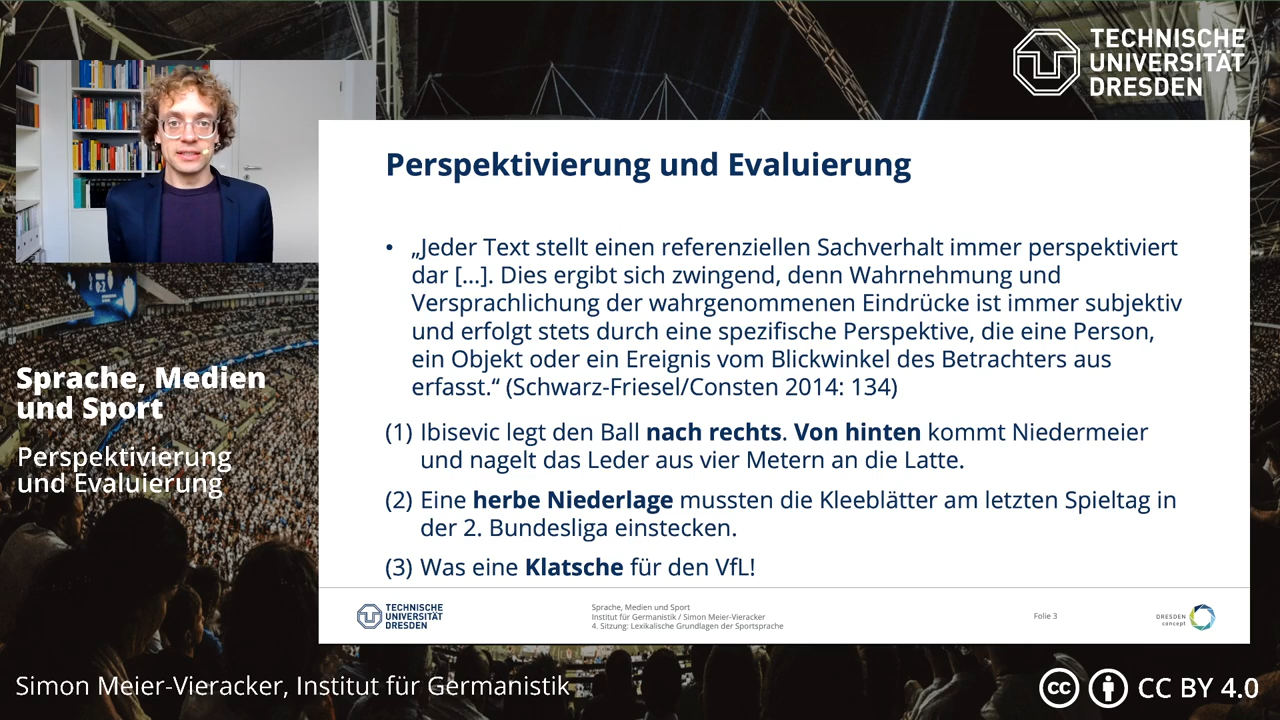 TECHNISCHE
UNIVERSITÄT
DRESDEN
Perspektivierung und Evaluierung
• „Jeder Text stellt einen referenziellen Sachverhalt immer perspektiviert
dar [...]. Dies ergibt sich zwingend, denn Wahrnehmung und
Versprachlichung der wahrgenommenen Eindrücke ist immer subjektiv
und erfolgt stets durch eine spezifische Perspektive, die eine Person,
ein Objekt oder ein Ereignis vom Blickwinkel des Betrachters aus
erfasst.“ (Schwarz-Friesel/Consten 2014: 134)
(1) Ibisevic legt den Ball nach rechts. Von hinten kommt Niedermeier
und nagelt das Leder aus vier Metern an die Latte.
(2) Eine herbe Niederlage mussten die Kleeblätter am letzten Spieltag in
der 2. Bundesliga einstecken.
(3) Was eine Klatsche für den VfL!
TECHNISCHE
UNIVERSITÄT
DRESDEN
Sprache, Medien und Sport
Institut für Germanistik / Simon Meier-Vieracker
4. Sitzung: Lexikalische Grundlagen der Sportsprache
Folie 3
DRESDEN
concept
Sprache, Medien
und Sport
Perspektivierung
und Evaluierung
Simon Meier-Vieracker, Institut für Germanistik
cc CC BY 4.0